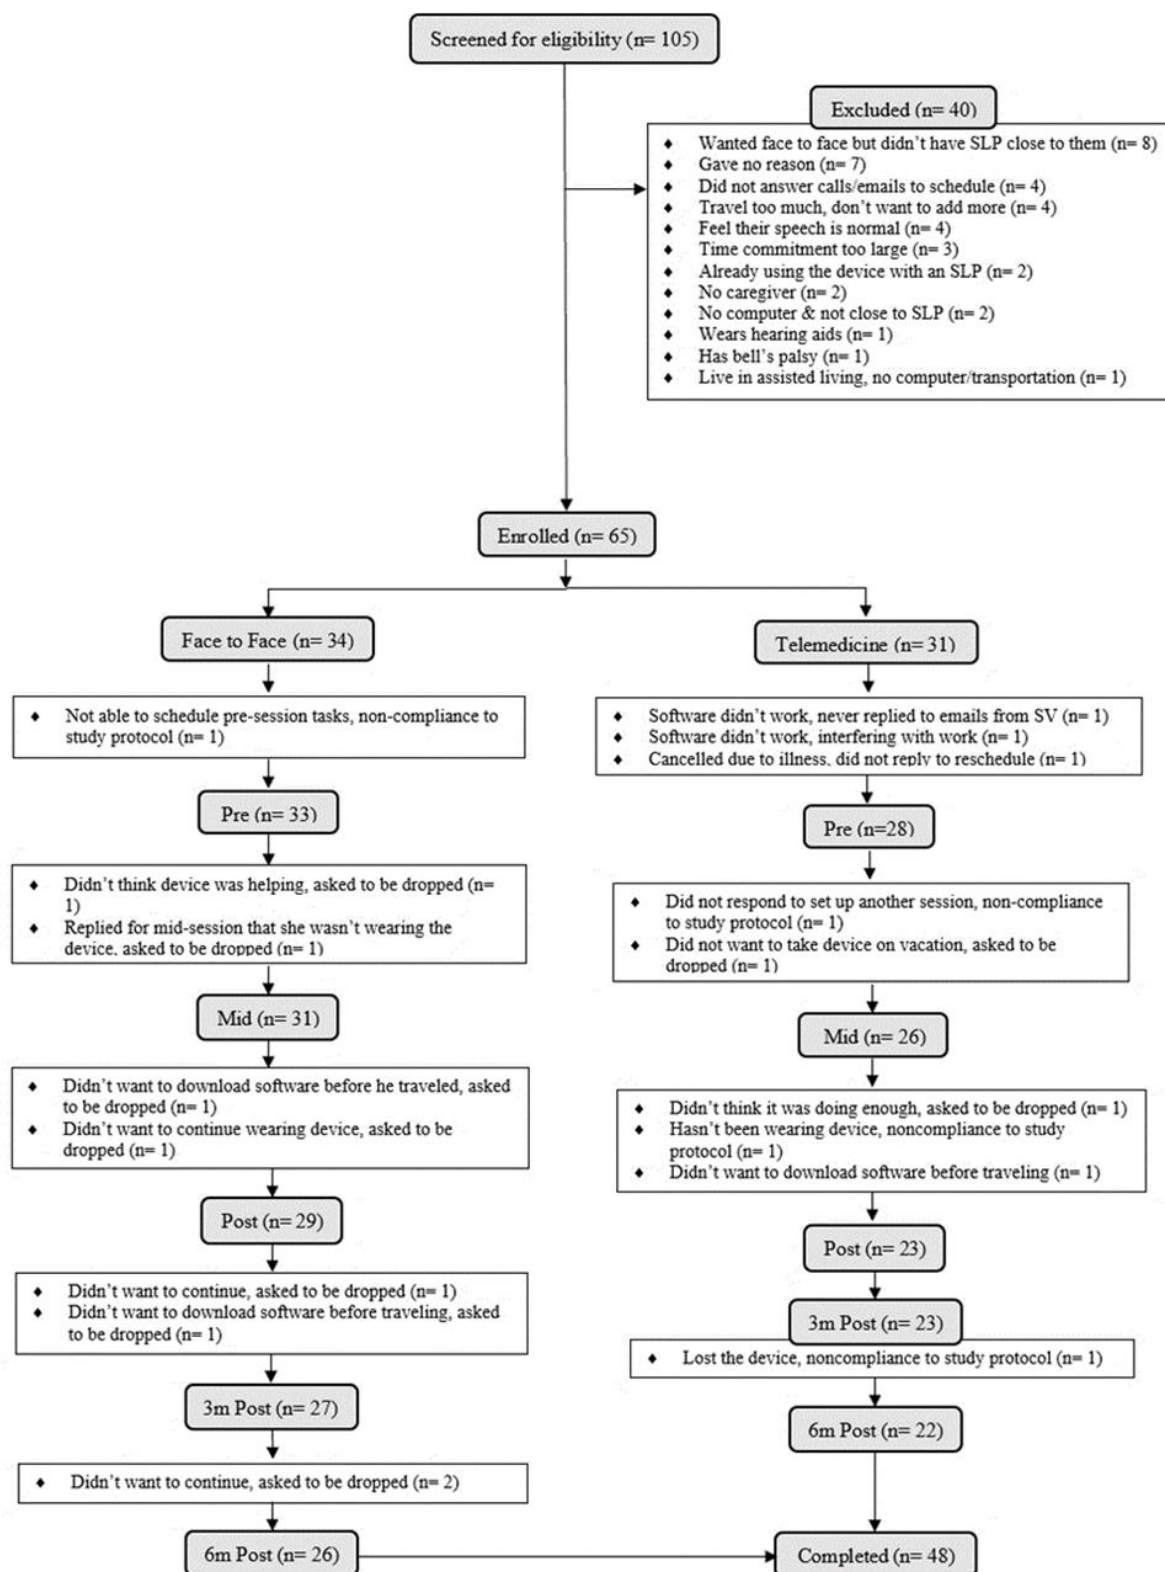 Screened for eligibility (n= 105)
Excluded (n= 40)
♦ Wanted face to face but didn't have SLP close to them (n= 8)
♦ Gave no reason (n= 7)
♦ Did not answer calls/emails to schedule (n= 4)
♦ Travel too much, don't want to add more (n= 4)
♦ Feel their speech is normal (n= 4)
♦ Time commitment too large (n= 3)
♦ Already using the device with an SLP (n= 2)
♦ No caregiver (n= 2)
♦ No computer & not close to SLP (n= 2)
♦ Wears hearing aids (n= 1)
♦ Has bell's palsy (n= 1)
♦ Live in assisted living, no computer/transportation (n= 1)
Enrolled (n= 65)
Face to Face (n= 34)
♦ Not able to schedule pre-session tasks, non-compliance to
study protocol (n= 1)
Pre (n= 33)
♦ Didn't think device was helping, asked to be dropped (n=
1)
♦ Replied for mid-session that she wasn't wearing the
device, asked to be dropped (n= 1)
Mid (n= 31)
♦ Didn't want to download software before he traveled, asked
to be dropped (n= 1)
♦ Didn't want to continue wearing device, asked to be
dropped (n= 1)
Post (n= 29)
♦ Didn't want to continue, asked to be dropped (n= 1)
♦ Didn't want to download software before traveling, asked
to be dropped (n= 1)
3m Post (n= 27)
♦ Didn't want to continue, asked to be dropped (n= 2)
6m Post (n= 26)
Telemedicine (n= 31)
♦ Software didn't work, never replied to emails from SV (n= 1)
♦ Software didn't work, interfering with work (n= 1)
♦ Cancelled due to illness, did not reply to reschedule (n= 1)
Pre (n=28)
♦ Did not respond to set up another session, non-compliance
to study protocol (n= 1)
♦ Did not want to take device on vacation, asked to be
dropped (n= 1)
Mid (n= 26)
♦ Didn't think it was doing enough, asked to be dropped (n= 1)
♦ Hasn't been wearing device, noncompliance to study
protocol (n= 1)
♦ Didn't want to download software before traveling (n= 1)
Post (n= 23)
3m Post (n= 23)
♦ Lost the device, noncompliance to study protocol (n= 1)
6m Post (n= 22)
Completed (n= 48)